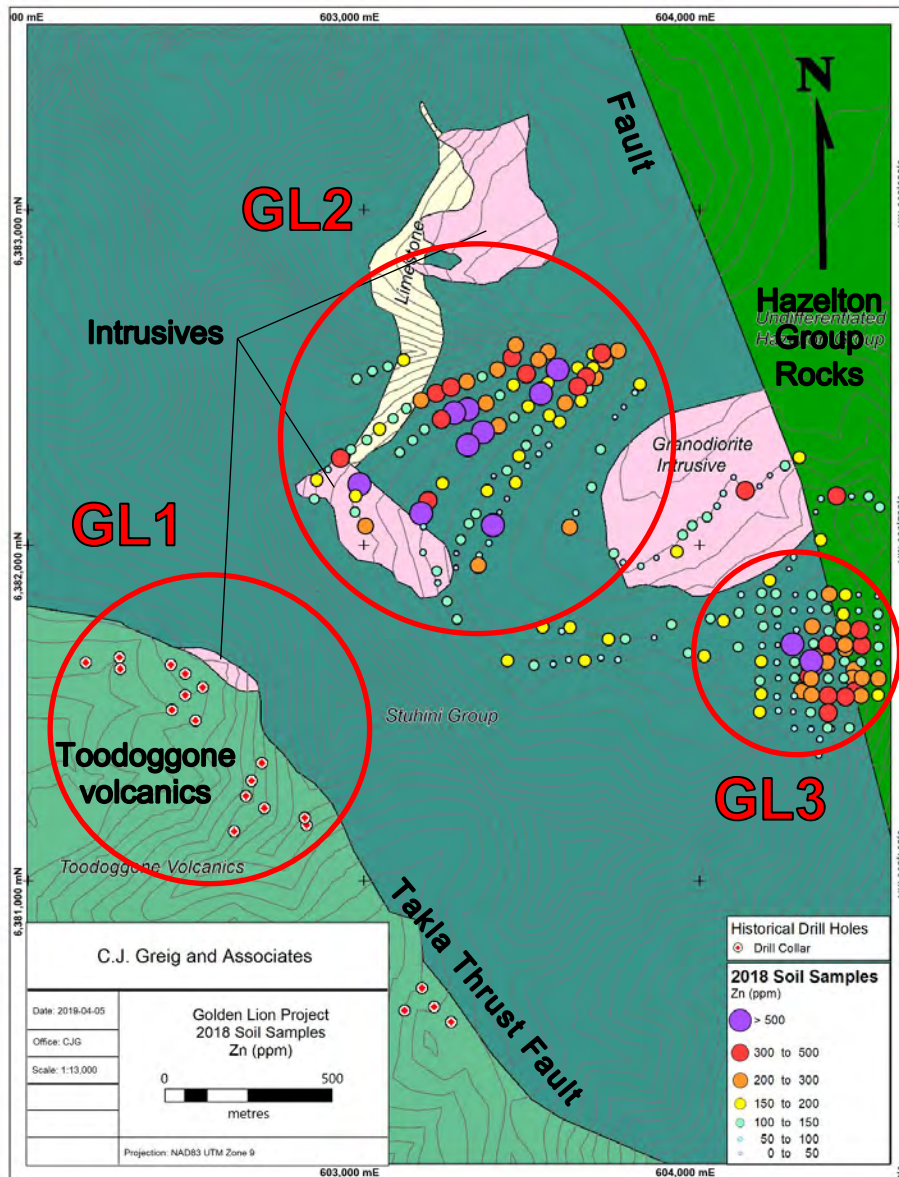 00 mE
603,000 mE
604,000 mE
N
Fault
GL2
6,383,000 mN
Limestone
Intrusives
Hazelton
Undifferentiated
Hazelton Group
Group
Rocks
Granodiorite
Intrusive
GL1
6,382,000 mN
Stuhini Group
Toodoggone
volcanics
GL3
Toodoggone Volcanics
6,381,000 mN
Takla Thrust Fault
C.J. Greig and Associates
Date: 2019-04-05
Office: CJG
Scale: 1:13,000
Golden Lion Project
2018 Soil Samples
Zn (ppm)
0 500
metres
Projection: NAD83 UTM Zone 9
Historical Drill Holes
Drill Collar
2018 Soil Samples
Zn (ppm)
> 500
300 to 500
200 to 300
150 to 200
100 to 150
50 to 100
0 to 50
603,000 mE
604,000 mE